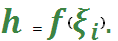 h = f(ξᵢ).